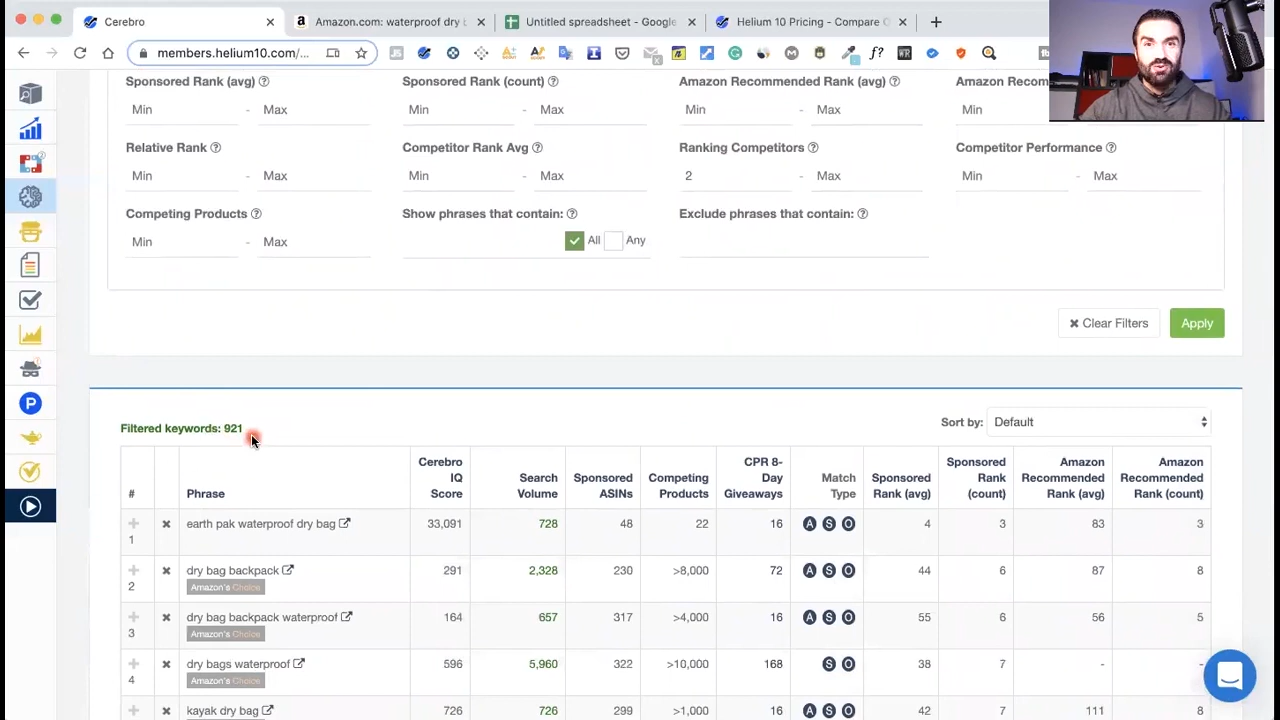 Cerebro
Amazon.com: waterproof dry b
Untitled spreadsheet - Google
Helium 10 Pricing - Compare
members.helium10.com/...
Sponsored Rank (avg)
Sponsored Rank (count)
Amazon Recommended Rank (avg)
Amazon Recom
Min - Max
Min - Max
Min - Max
Min
Relative Rank
Competitor Rank Avg
Ranking Competitors
Competitor Performance
Min - Max
Min - Max
2 - Max
Min - Max
Competing Products
Show phrases that contain:
Exclude phrases that contain:
Min - Max
All
Any
Clear Filters
Apply
Filtered keywords: 921
Sort by: Default
# Phrase Cerebro IQ Score Search Volume Sponsored ASINs Competing Products CPR 8-Day Giveaways Match Type Sponsored Rank (avg) Sponsored Rank (count) Amazon Recommended Rank (avg) Amazon Recommended Rank (count)
1 earth pak waterproof dry bag 33,091 728 48 22 16 A S O 4 3 83 3
2 dry bag backpack 291 2,328 230 >8,000 72 A S O 44 6 87 8
Amazon's Choice
3 dry bag backpack waterproof 164 657 317 >4,000 16 A S O 55 6 56 5
Amazon's Choice
4 dry bags waterproof 596 5,960 322 >10,000 168 S O 38 7 - -
Amazon's Choice
kayak dry bag 726 726 299 >1,000 16 A S O 42 7 111 8